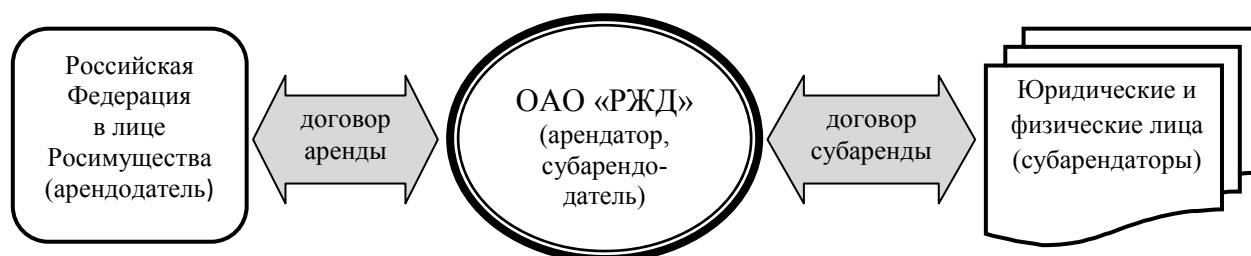 Российская
Федерация
в лице
Росимущества
(арендодатель)
договор
аренды
ОАО «РЖД»
(арендатор,
субарендо-
датель)
договор
субаренды
Юридические и
физические лица
(субарендаторы)